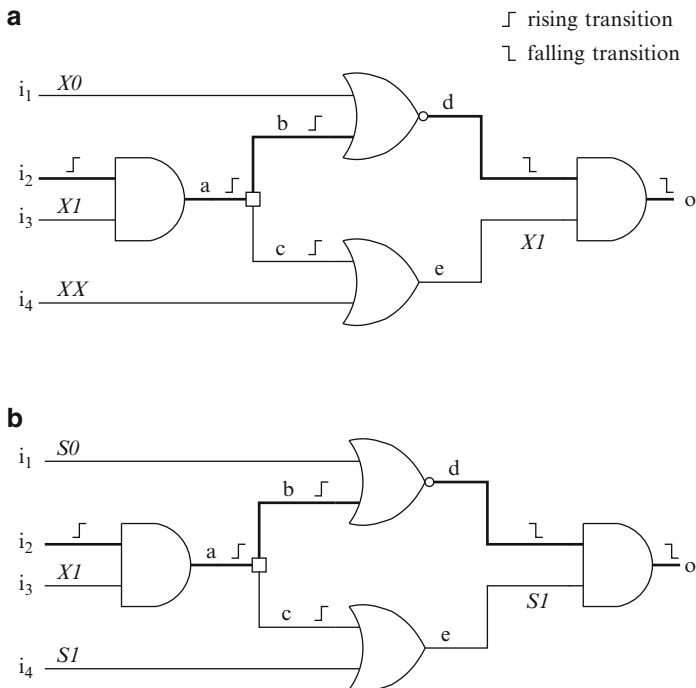 a
rising transition
falling transition
i1 X0
b
d
i2
a
i3 X1
o
c
e
X1
i4 XX
b
i1 S0
b
d
i2
a
i3 X1
o
c
e
S1
i4 S1